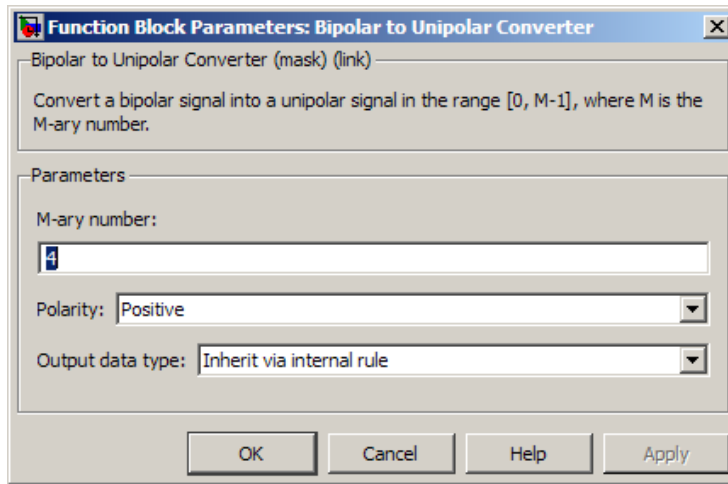 Function Block Parameters: Bipolar to Unipolar Converter
Bipolar to Unipolar Converter (mask) (link)
Convert a bipolar signal into a unipolar signal in the range [0, M-1], where M is the
M-ary number.
Parameters
M-ary number:
4
Polarity: Positive
Output data type: Inherit via internal rule
OK Cancel Help Apply